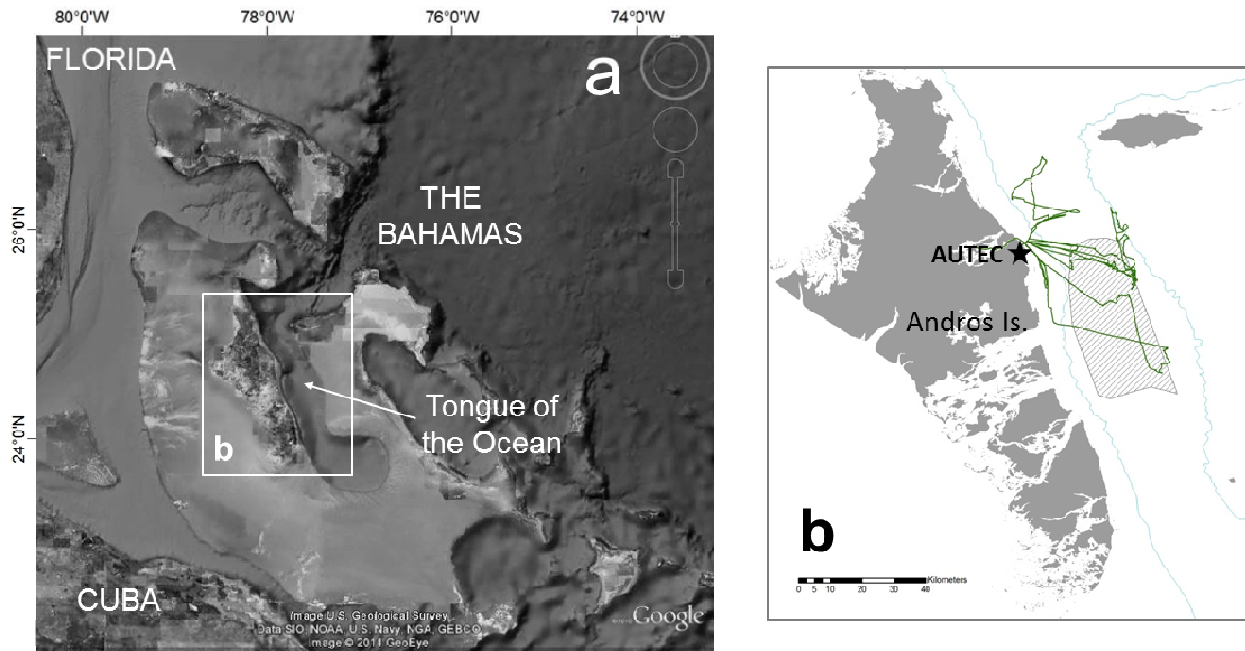 80°0'W 78°0'W 76°0'W 74°0'W
FLORIDA
a
THE
BAHAMAS
26°0'N
Tongue of
the Ocean
b
24°0'N
CUBA
Image U.S. Geological Survey
Data SIO, NOAA, U.S. Navy, NGA, GEBCO
Image © 2011 GeoEye
Google
AUTEC
Andros Is.
b
0 5 10 20 30 40 Kilometers